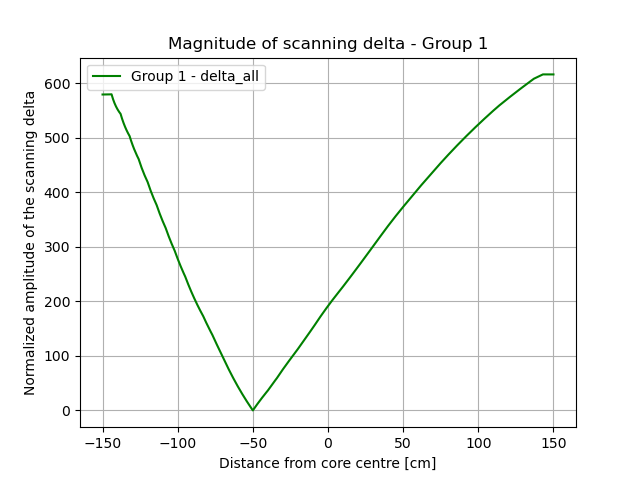 Magnitude of scanning delta - Group 1
Group 1 - delta_all
Normalized amplitude of the scanning delta
600
500
400
300
200
100
0
−150 −100 −50 0 50 100 150
Distance from core centre [cm]